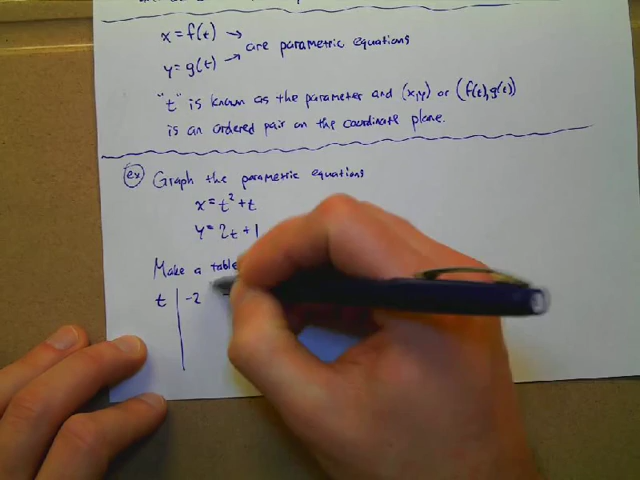 x = f(t) →
y = g(t) →
are parametric equations
"t" is known as the parameter and (x,y) or (f(t), g(t))
is an ordered pair on the coordinate plane.
ex Graph the parametric equations
x = t² + t
y = 2t + 1
Make a table
t -2